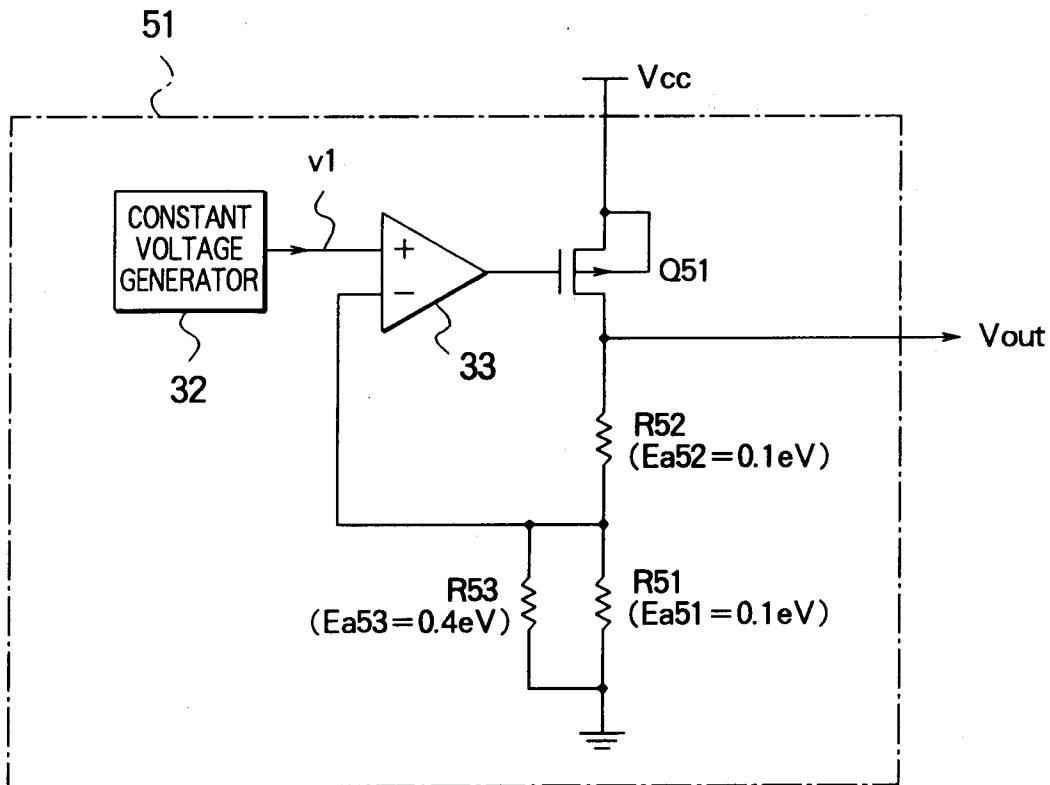 51
Vcc
v1
CONSTANT
VOLTAGE
GENERATOR
+
−
Q51
32
33
Vout
R52
(Ea52=0.1eV)
R53
(Ea53=0.4eV)
R51
(Ea51=0.1eV)